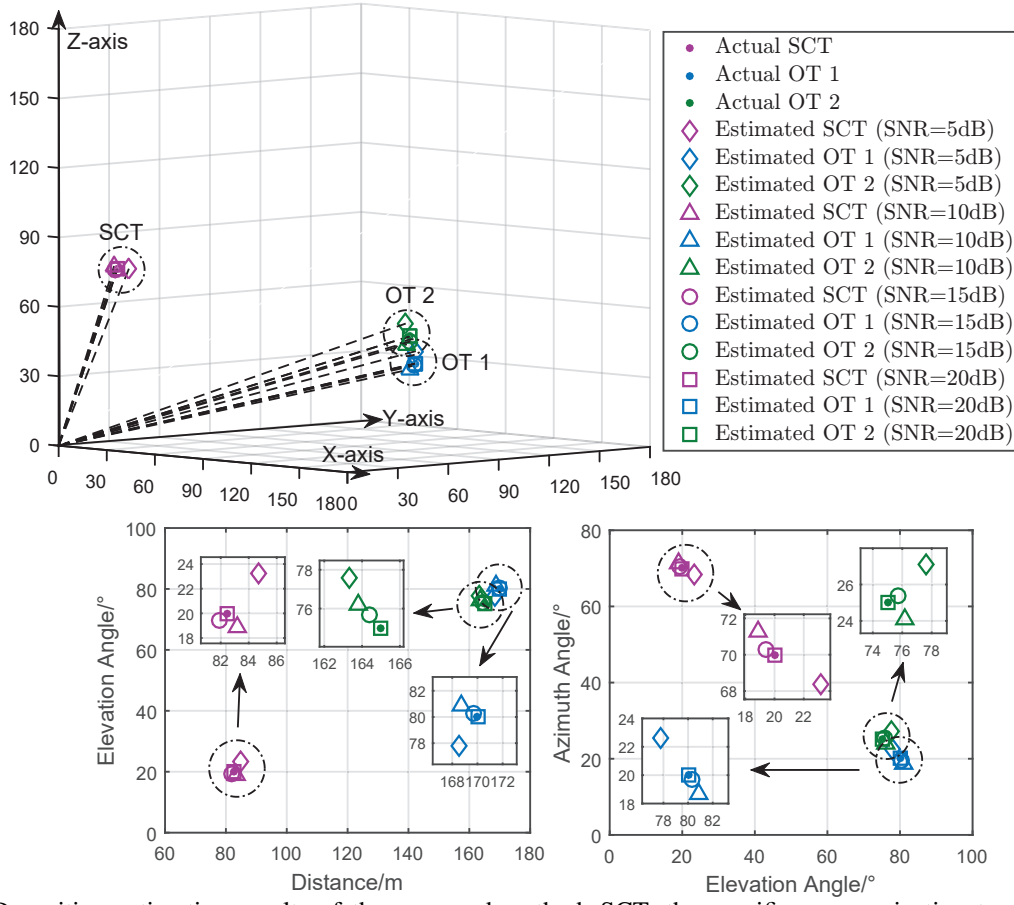 180
150
120
90
60
30
0
Z-axis
SCT
OT 2
OT 1
Y-axis
X-axis
0 30 60 90 120 150 1800 30 60 90 120 150 180
Actual SCT
Actual OT 1
Actual OT 2
Estimated SCT (SNR=5dB)
Estimated OT 1 (SNR=5dB)
Estimated OT 2 (SNR=5dB)
Estimated SCT (SNR=10dB)
Estimated OT 1 (SNR=10dB)
Estimated OT 2 (SNR=10dB)
Estimated SCT (SNR=15dB)
Estimated OT 1 (SNR=15dB)
Estimated OT 2 (SNR=15dB)
Estimated SCT (SNR=20dB)
Estimated OT 1 (SNR=20dB)
Estimated OT 2 (SNR=20dB)
100
80
60
40
20
0
Elevation Angle/°
60 80 100 120 140 160 180
Distance/m
24
22
20
18
82 84 86
78
76
162 164 166
82
80
78
168 170 172
80
60
40
20
0
Azimuth Angle/°
0 20 40 60 80 100
Elevation Angle/°
26
24
74 76 78
72
70
68
18 20 22
24
22
20
18
78 80 82